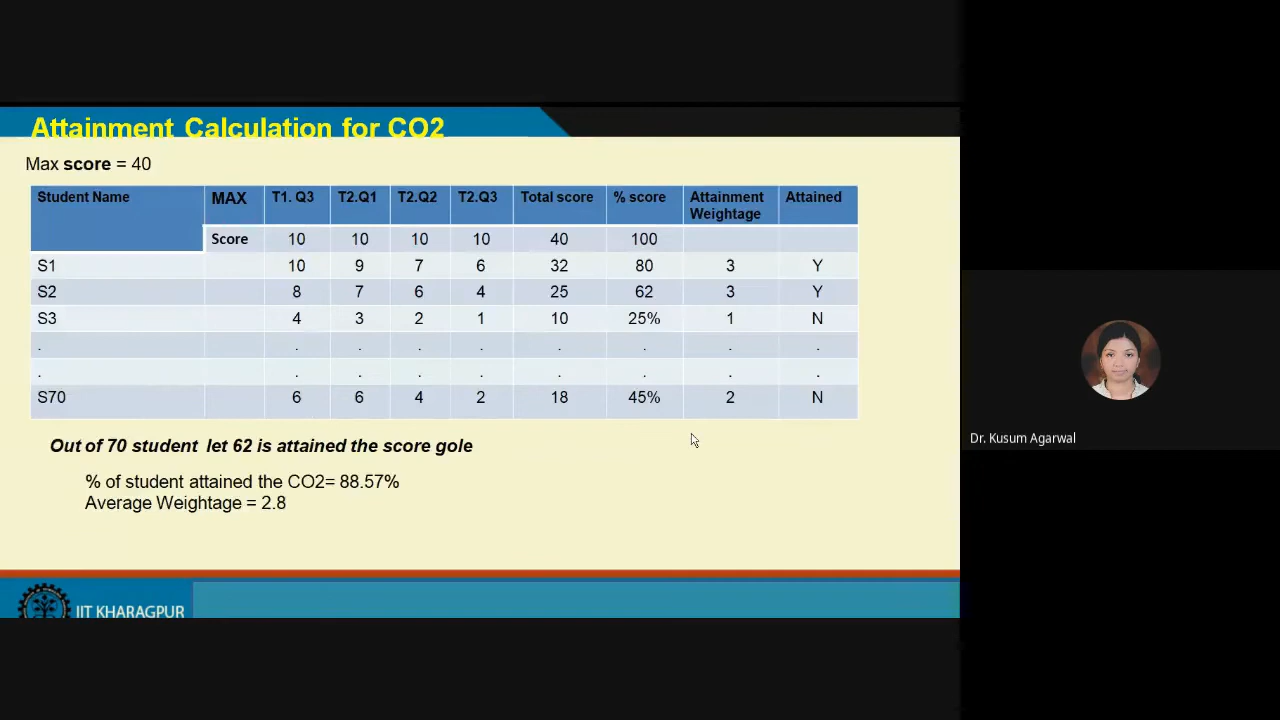 Attainment Calculation for CO2
Max score = 40
Student Name MAX T1. Q3 T2.Q1 T2.Q2 T2.Q3 Total score % score Attainment Weightage Attained
Score 10 10 10 10 40 100
S1 10 9 7 6 32 80 3 Y
S2 8 7 6 4 25 62 3 Y
S3 4 3 2 1 10 25% 1 N
. . . . . . . . .
. . . . . . . . .
S70 6 6 4 2 18 45% 2 N
Out of 70 student let 62 is attained the score gole
% of student attained the CO2= 88.57%
Average Weightage = 2.8
IIT KHARAGPUR
Dr. Kusum Agarwal